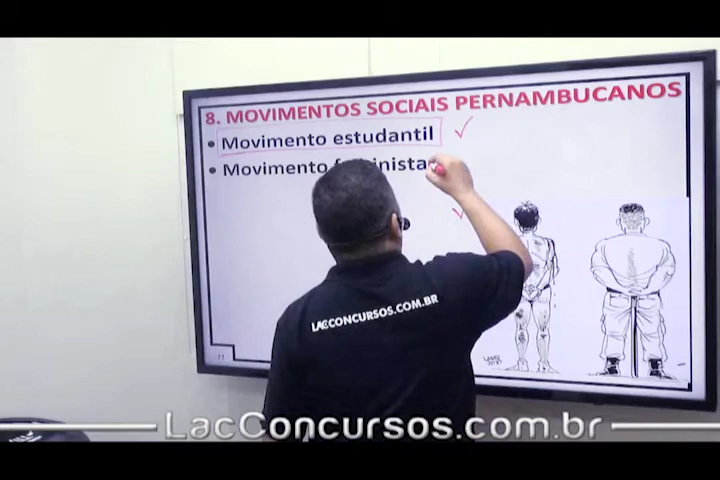 8. MOVIMENTOS SOCIAIS PERNAMBUCANOS
• Movimento estudantil
• Movimento
LACCONCURSOS.COM.BR
LacConcursos.com.br